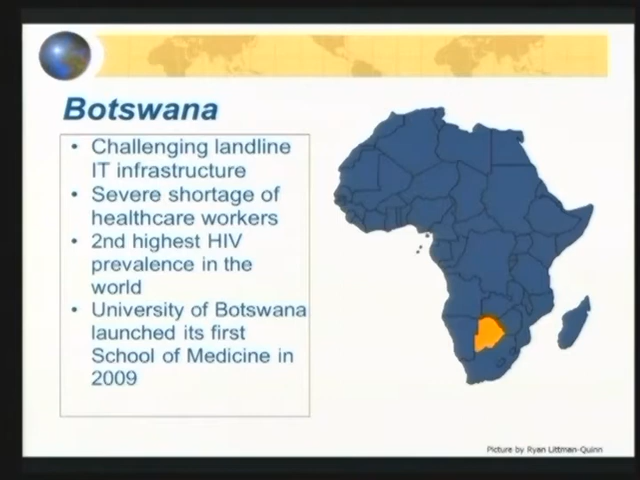 Botswana
• Challenging landline
IT infrastructure
• Severe shortage of
healthcare workers
• 2nd highest HIV
prevalence in the
world
• University of Botswana
launched its first
School of Medicine in
2009
Picture by Ryan Littman-Quinn